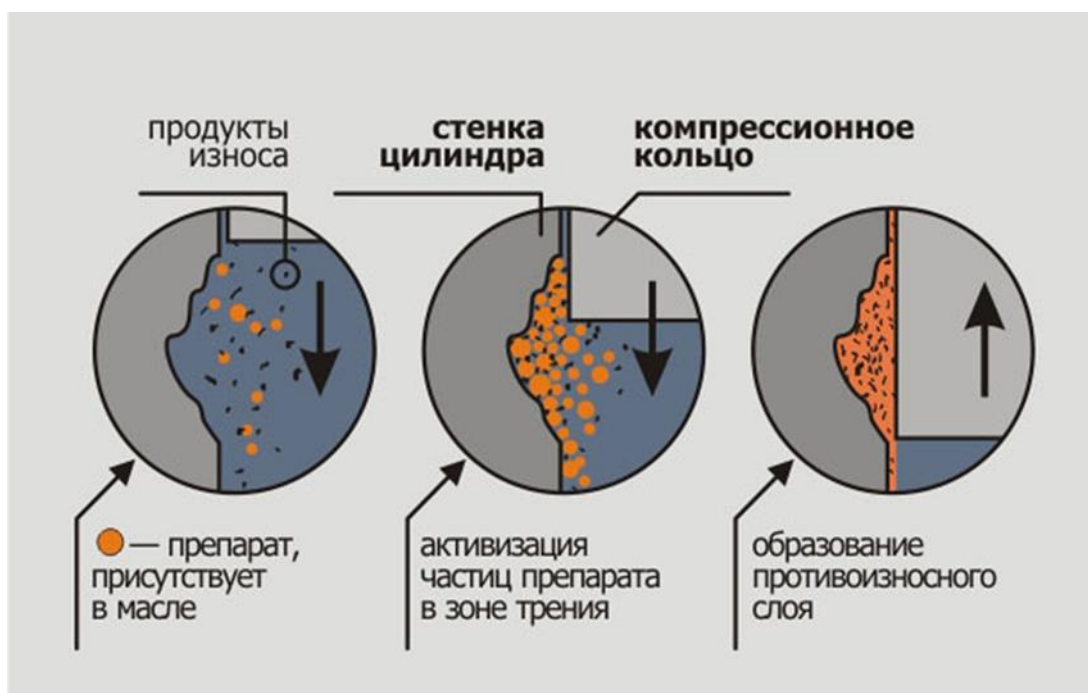 продукты
износа
стенка
цилиндра
компрессионное
кольцо
— препарат,
присутствует
в масле
активизация
частиц препарата
в зоне трения
образование
противоизносного
слоя